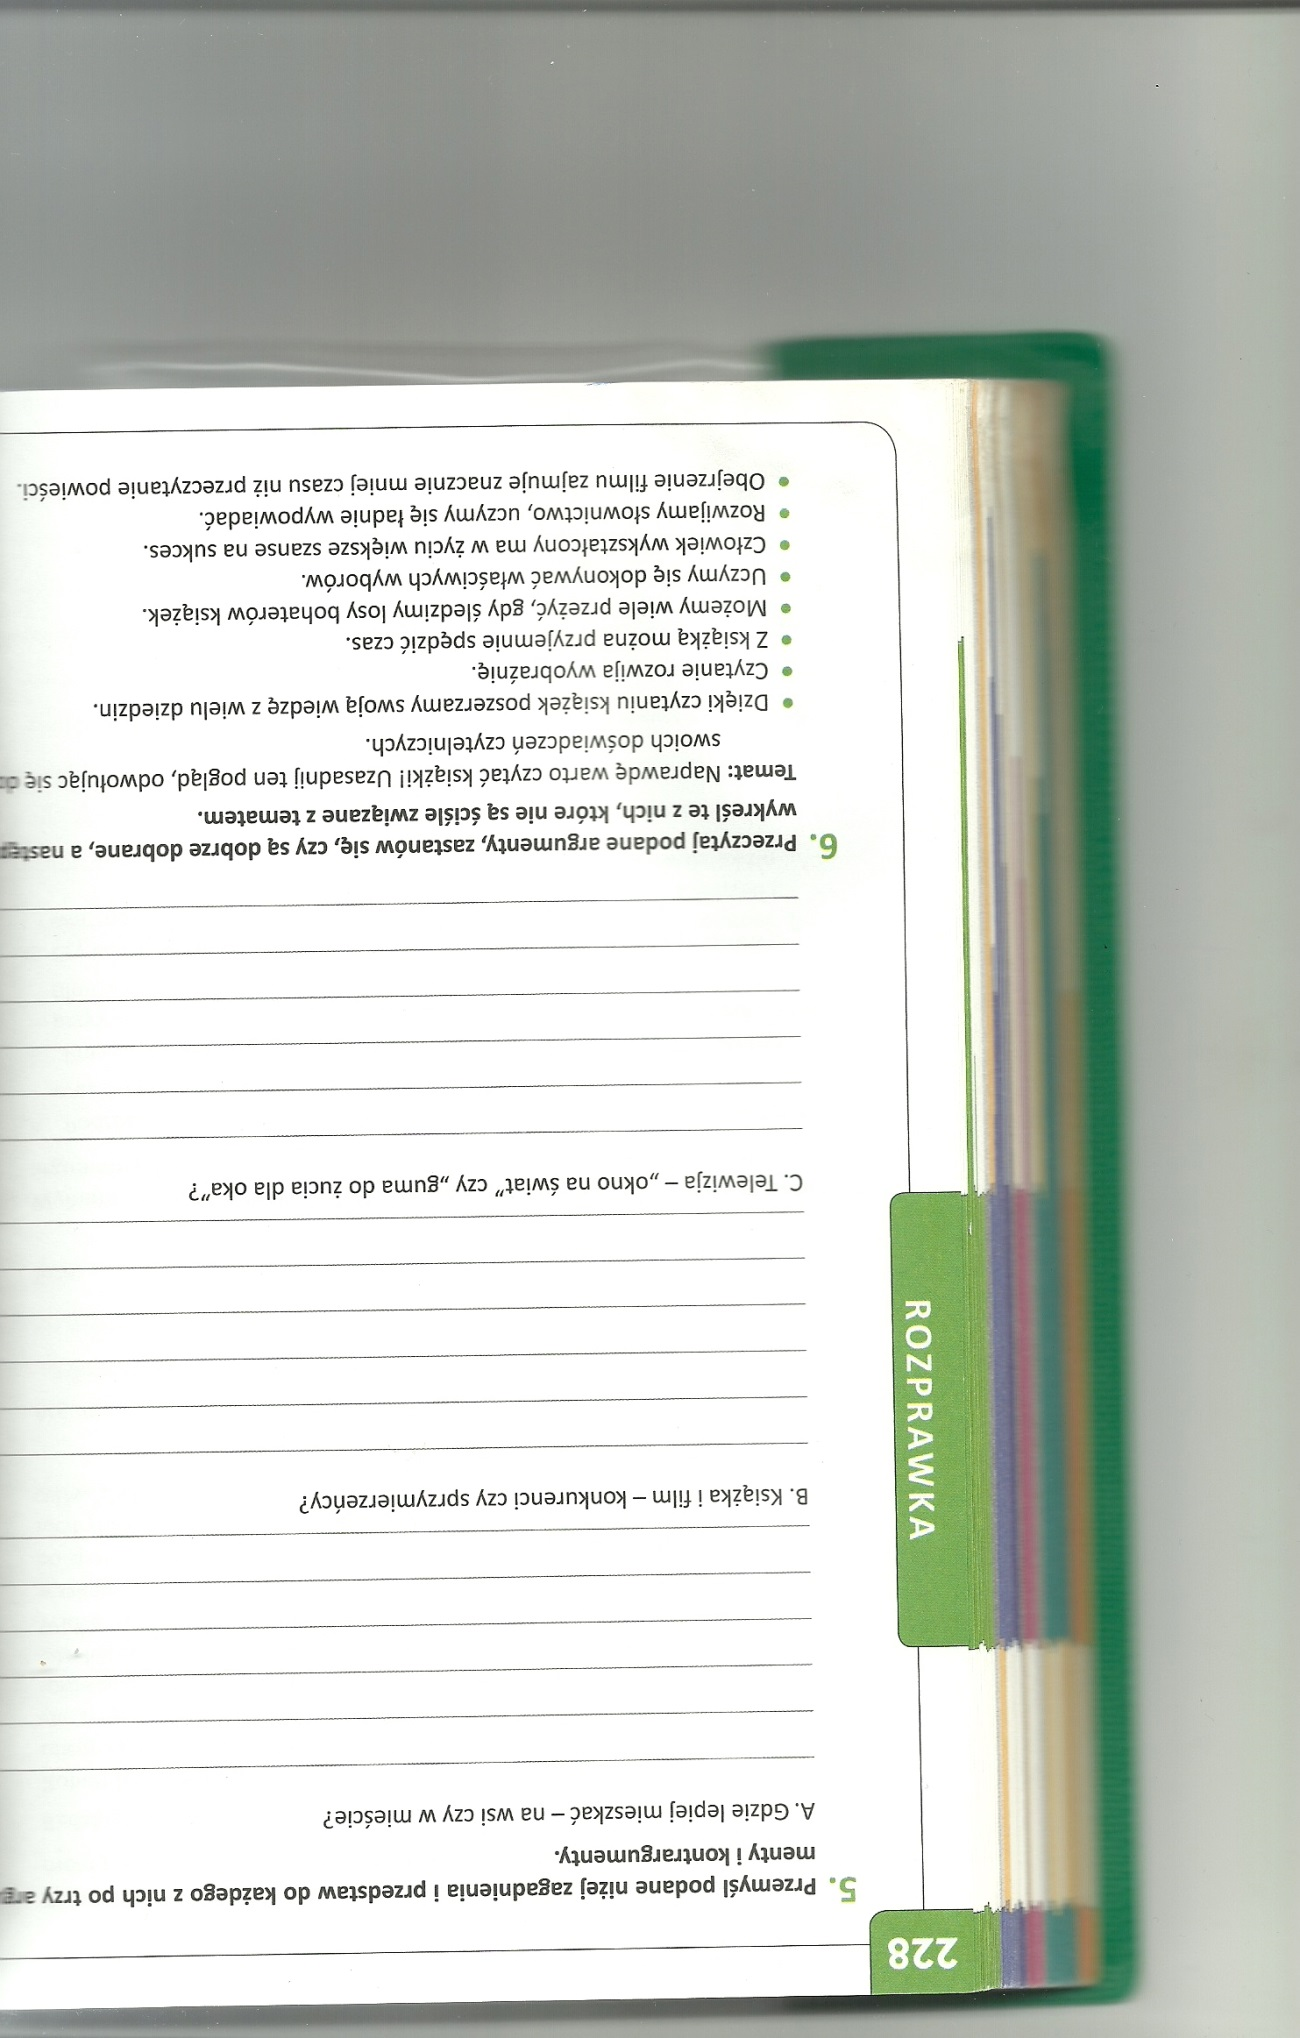 228
ROZPRAWKA
5. Przemyśl podane niżej zagadnienia i przedstaw do każdego z nich po trzy
menty i kontrargumenty.
A. Gdzie lepiej mieszkać – na wsi czy w mieście?
B. Książka i film – konkurenci czy sprzymierzeńcy?
C. Telewizja – „okno na świat” czy „guma do żucia dla oka”?
6. Przeczytaj podane argumenty, zastanów się, czy są dobrze dobrane, a
wykreśl te z nich, które nie są ściśle związane z tematem.
Temat: Naprawdę warto czytać książki! Uzasadnij ten pogląd, odwołując się do
swoich doświadczeń czytelniczych.
• Dzięki czytaniu książek poszerzamy swoją wiedzę z wielu dziedzin.
• Czytanie rozwija wyobraźnię.
• Z książką można przyjemnie spędzić czas.
• Możemy wiele przeżyć, gdy śledzimy losy bohaterów książek.
• Uczymy się dokonywać właściwych wyborów.
• Człowiek wykształcony ma w życiu większe szanse na sukces.
• Rozwijamy słownictwo, uczymy się ładnie wypowiadać.
• Obejrzenie filmu zajmuje znacznie mniej czasu niż przeczytanie powieści.